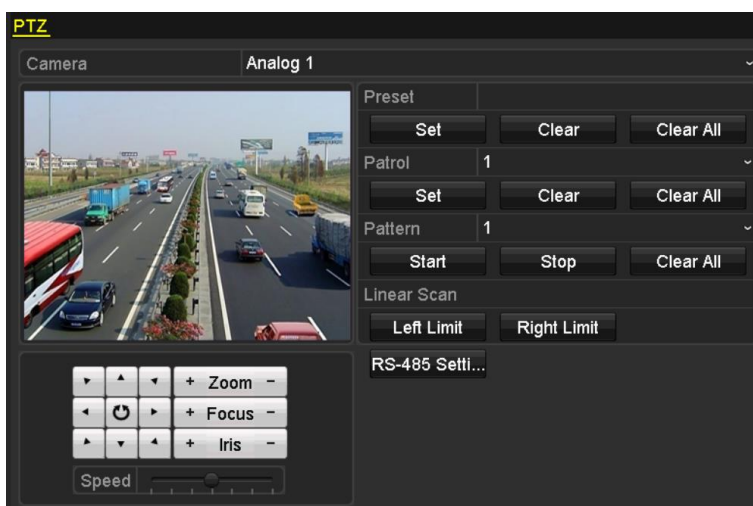 PTZ
Camera Analog 1
Preset
Set Clear Clear All
Patrol 1
Set Clear Clear All
Pattern 1
Start Stop Clear All
Linear Scan
Left Limit Right Limit
RS-485 Setti...
+ Zoom -
+ Focus -
+ Iris -
Speed